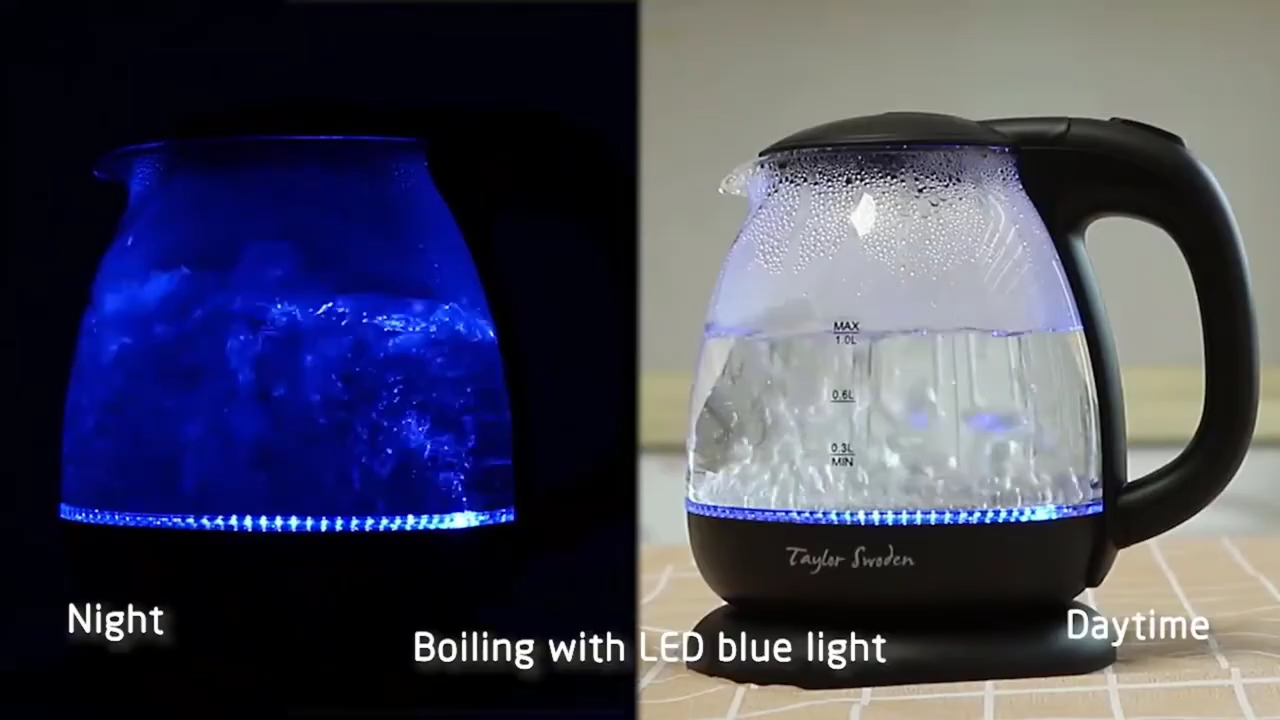 MAX
1.0L
0.6L
0.3L
MIN
Taylor Swoden
Night
Daytime
Boiling with LED blue light